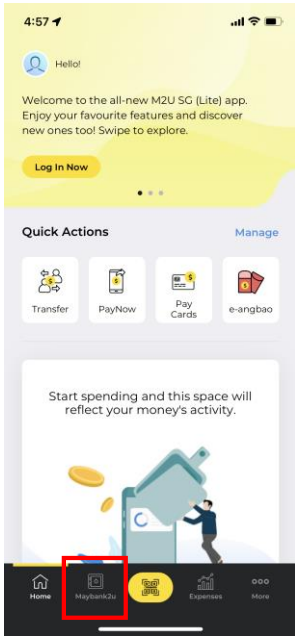 4:57
Hello!
Welcome to the all-new M2U SG (Lite) app.
Enjoy your favourite features and discover
new ones too! Swipe to explore.
Log In Now
Quick Actions
Manage
Transfer
PayNow
Pay
Cards
e-angbao
Start spending and this space will
reflect your money's activity.
Home
Maybank2u
Expenses
More